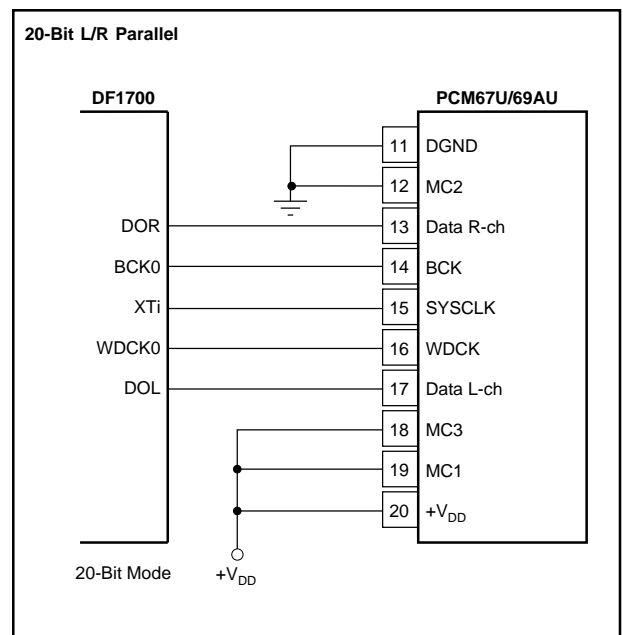 20-Bit L/R Parallel
DF1700
PCM67U/69AU
11 DGND
12 MC2
DOR 13 Data R-ch
BCK0 14 BCK
XTi 15 SYSCLK
WDCK0 16 WDCK
DOL 17 Data L-ch
18 MC3
19 MC1
20 +VDD
20-Bit Mode +VDD